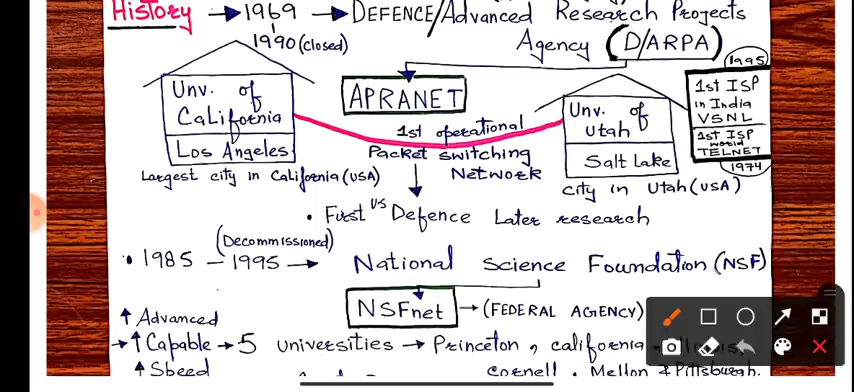 History → 1969 → DEFENCE/Advanced Research Projects
1990 (closed)
Agency (D/ARPA)
1995
Unv. of
California
Los Angeles
Largest city in California (USA)
APRANET
1st operational
Packet switching
Network
Unv. of
Utah
Salt Lake
city in Utah (USA)
1st ISP
in India
VSNL
1st ISP
world
TELNET
1974
• First US Defence Later research
(Decommissioned)
• 1985 – 1995 → National Science Foundation (NSF)
NSFnet → (FEDERAL AGENCY)
↑ Advanced
→ ↑ Capable → 5 universities → Princeton, california
↑ Speed
cornell, Mellon & Pittsburgh.